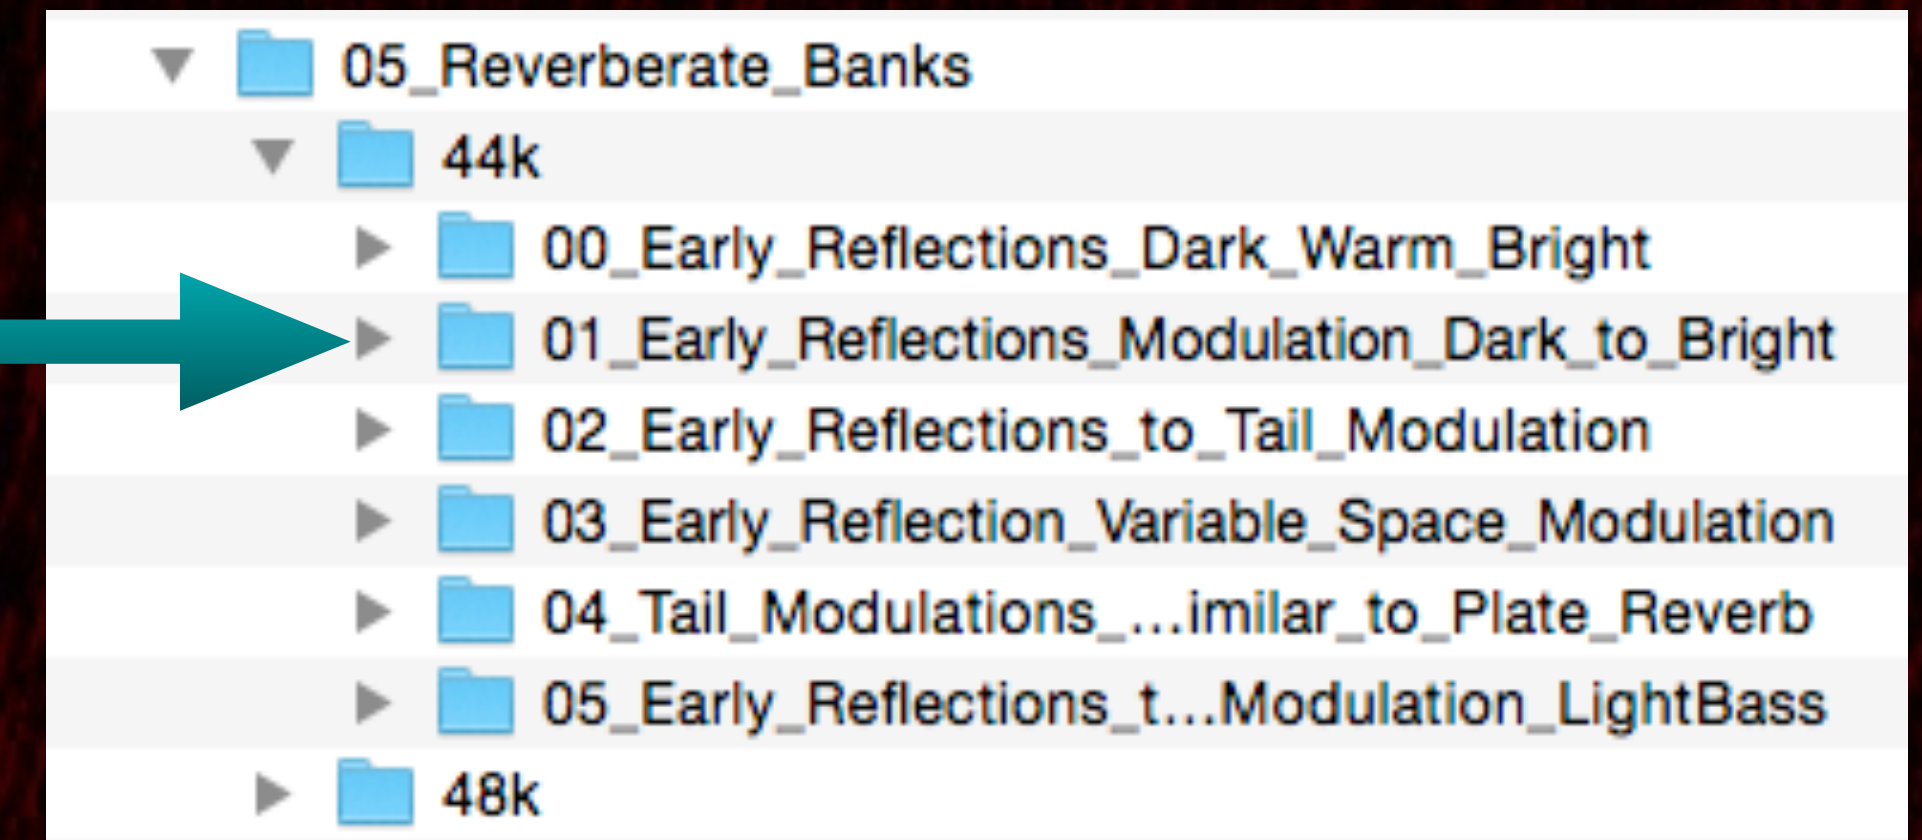 05_Reverberate_Banks
44k
00_Early_Reflections_Dark_Warm_Bright
01_Early_Reflections_Modulation_Dark_to_Bright
02_Early_Reflections_to_Tail_Modulation
03_Early_Reflection_Variable_Space_Modulation
04_Tail_Modulations_...imilar_to_Plate_Reverb
05_Early_Reflections_t...Modulation_LightBass
48k